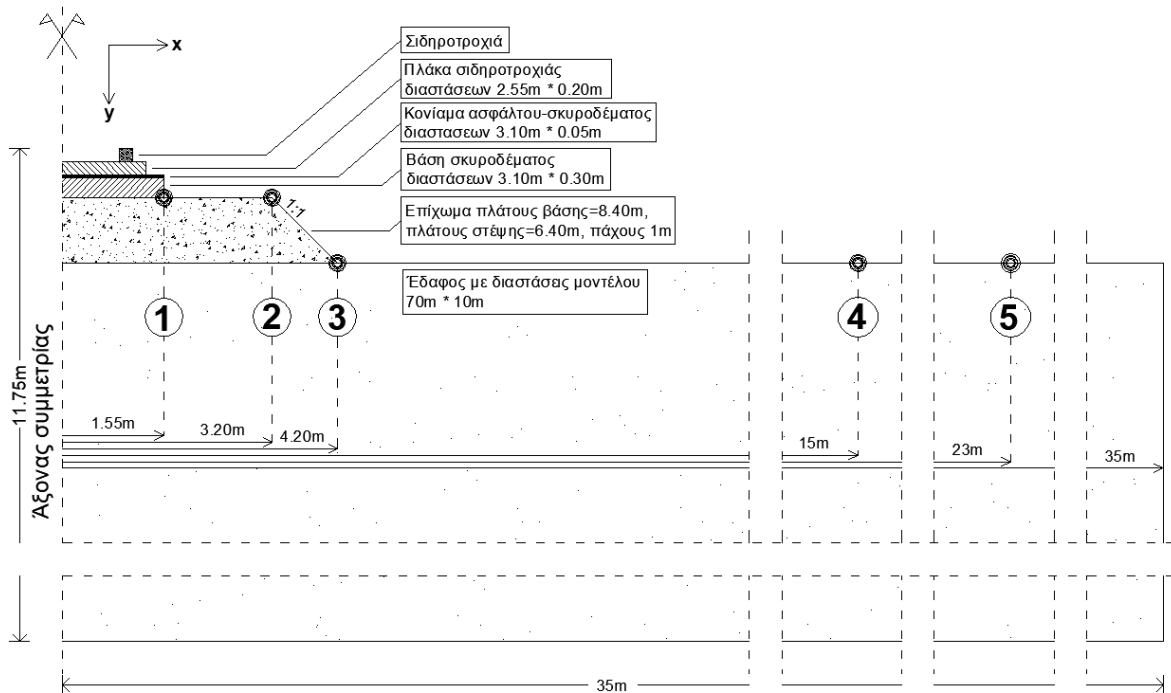 x
y
Σιδηροτροχιά
Πλάκα σιδηροτροχιάς
διαστάσεων 2.55m * 0.20m
Κονίαμα ασφάλτου-σκυροδέματος
διαστασεων 3.10m * 0.05m
Βάση σκυροδέματος
διαστάσεων 3.10m * 0.30m
1:1
Επίχωμα πλάτους βάσης=8.40m,
πλάτους στέψης=6.40m, πάχους 1m
Έδαφος με διαστάσεις μοντέλου
70m * 10m
1
2
3
4
5
11.75m
Άξονας συμμετρίας
1.55m
3.20m
4.20m
15m
23m
35m
35m